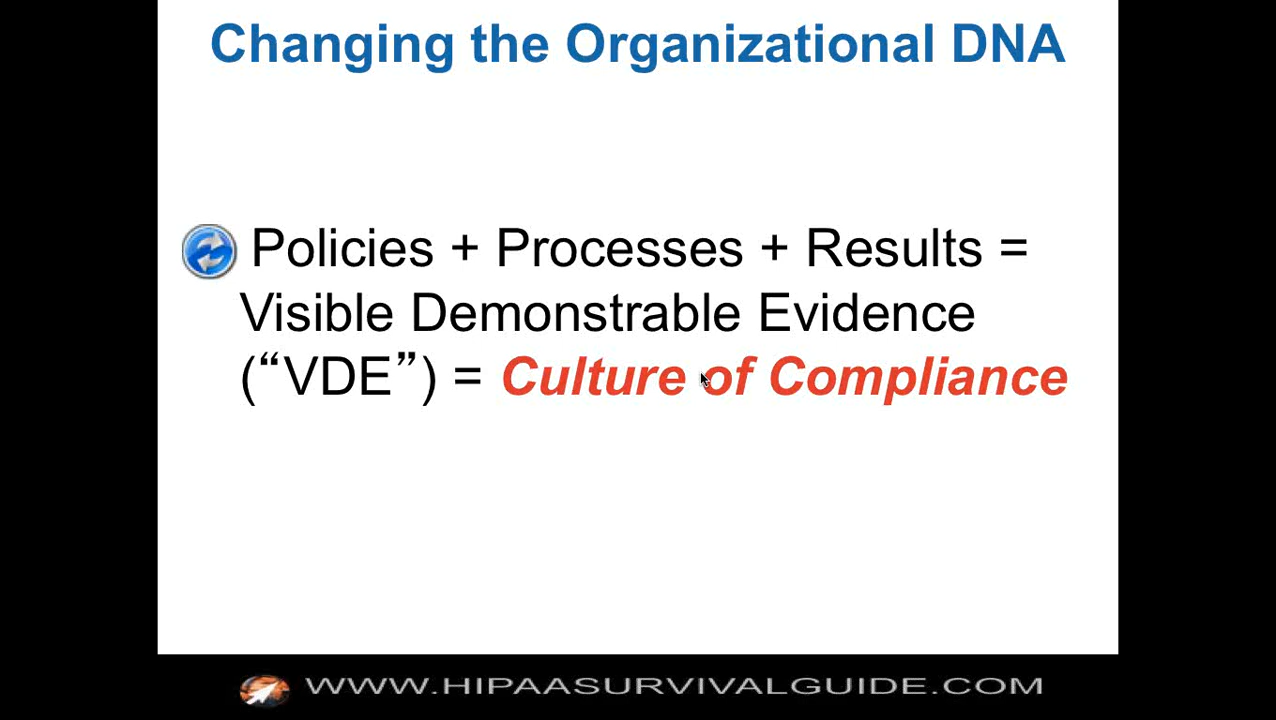 Changing the Organizational DNA
Policies + Processes + Results =
Visible Demonstrable Evidence
(“VDE”) = Culture of Compliance
WWW.HIPAASURVIVALGUIDE.COM